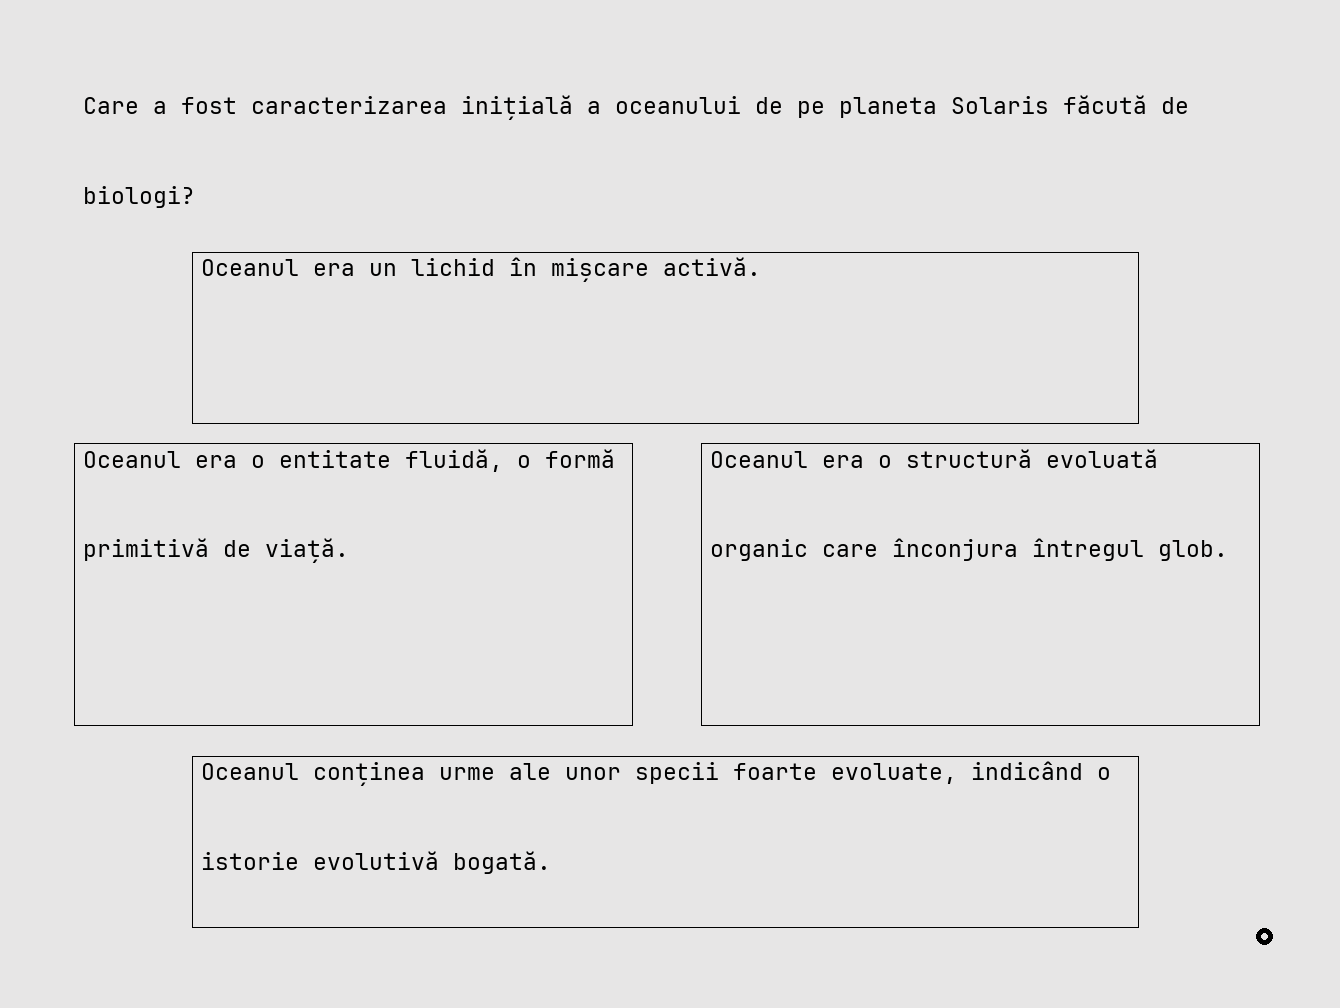 Care a fost caracterizarea inițială a oceanului de pe planeta Solaris făcută de
biologi?
Oceanul era un lichid în mișcare activă.
Oceanul era o entitate fluidă, o formă
primitivă de viață.
Oceanul era o structură evoluată
organic care înconjura întregul glob.
Oceanul conținea urme ale unor specii foarte evoluate, indicând o
istorie evolutivă bogată.